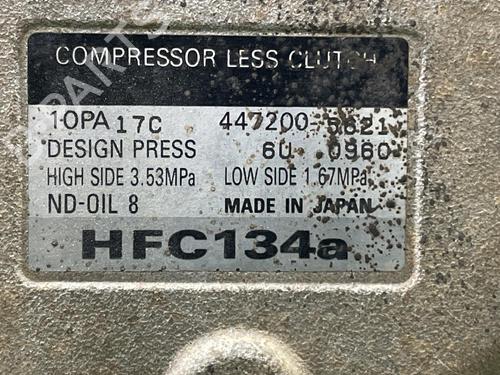 COMPRESSOR LESS CLUTCH
10PA 17C 447200-5821
DESIGN PRESS 6U 0960
HIGH SIDE 3.53MPa LOW SIDE 1.67MPa
ND-OIL 8 MADE IN JAPAN
HFC134a